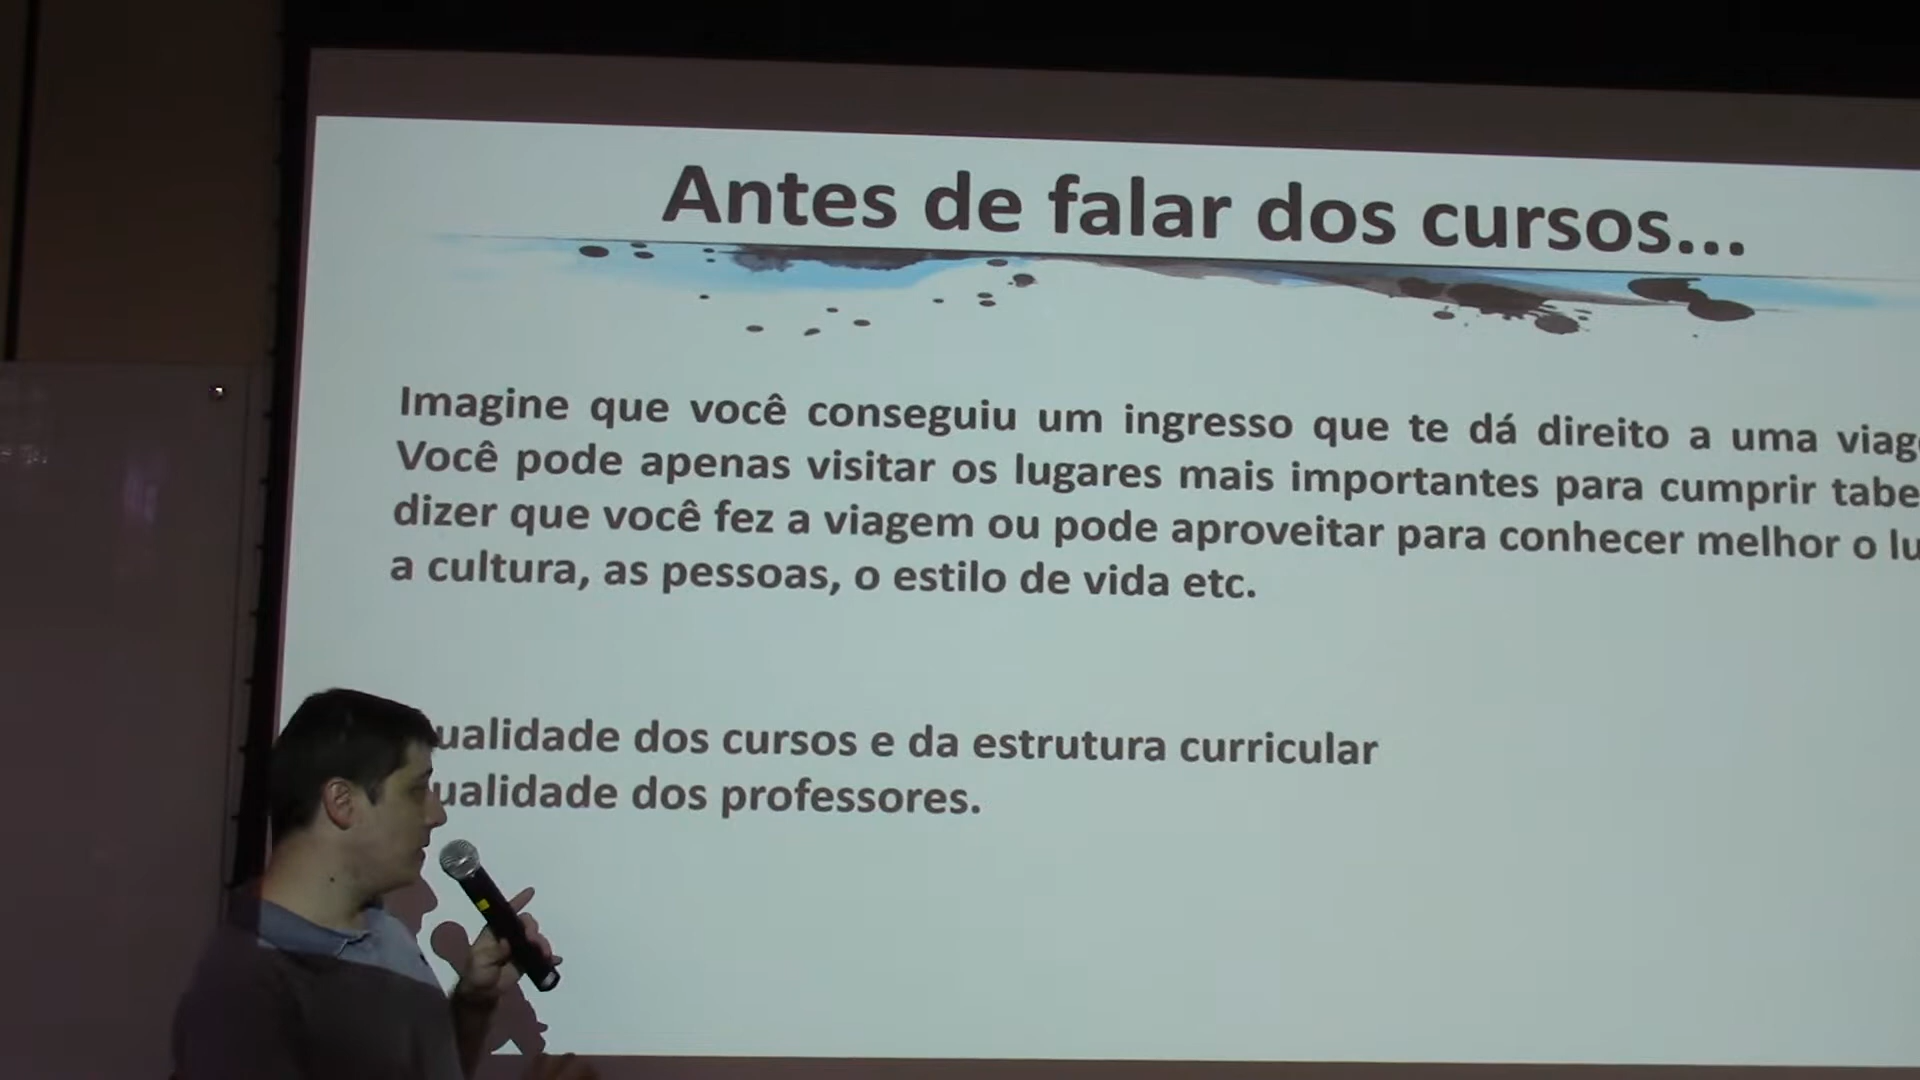 Antes de falar dos cursos...
Imagine que você conseguiu um ingresso que te dá direito a uma
Você pode apenas visitar os lugares mais importantes para cumprir
dizer que você fez a viagem ou pode aproveitar para conhecer melhor o
a cultura, as pessoas, o estilo de vida etc.
dos cursos e da estrutura curricular
dos professores.